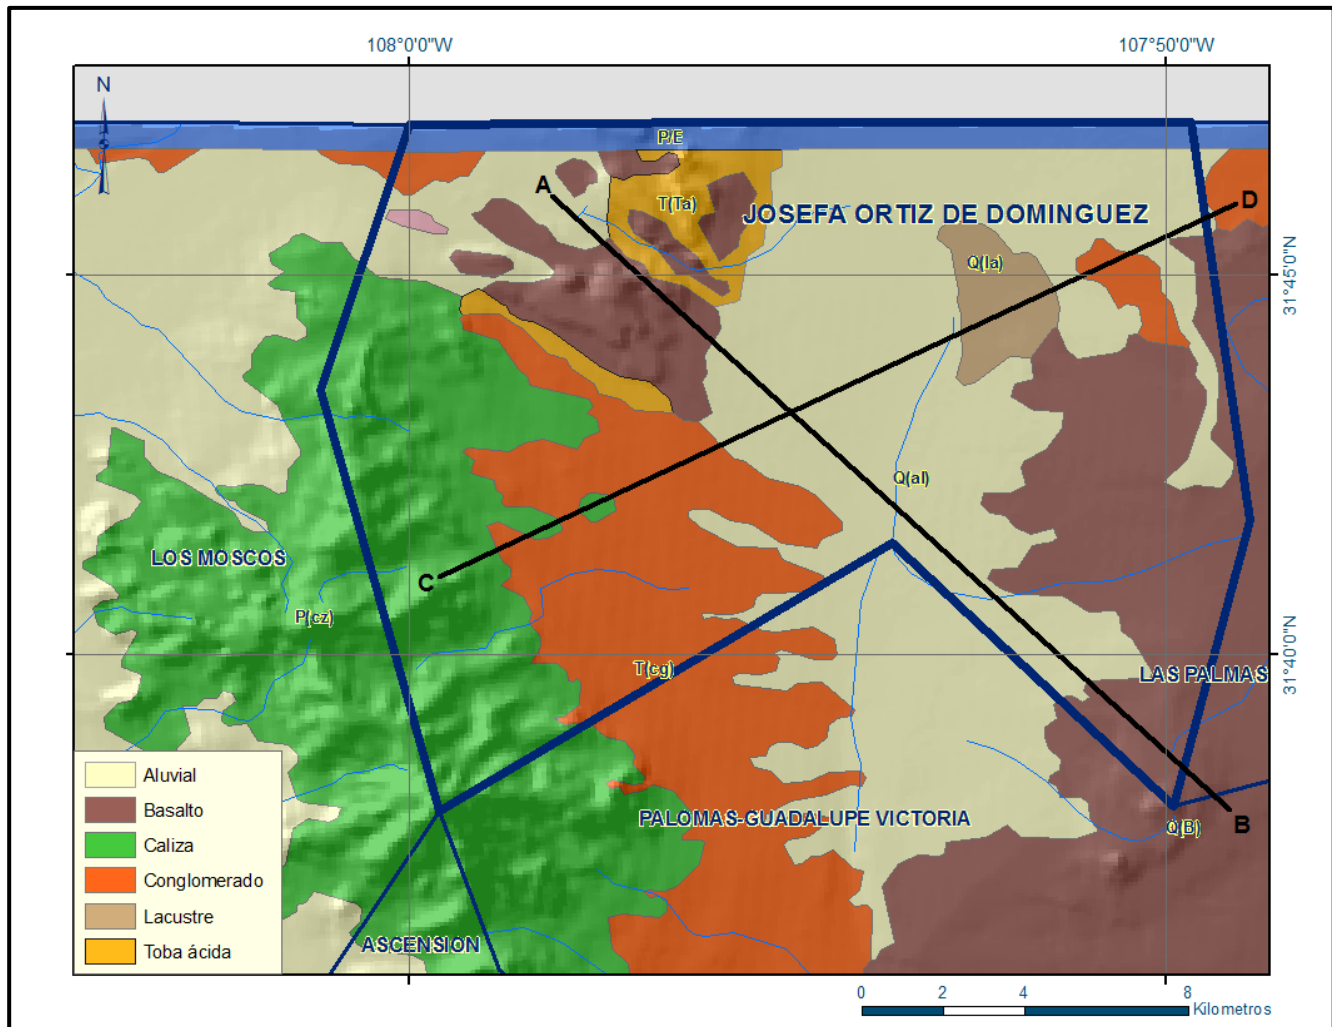 108°0'0"W
107°50'0"W
N
P/E
A
T(Ta)
JOSEFA ORTIZ DE DOMINGUEZ
D
Q(la)
31°45'0"N
Q(al)
LOS MOSCOS
C
P(cz)
T(cg)
31°40'0"N
LAS PALMAS
Aluvial
Basalto
Caliza
Conglomerado
Lacustre
Toba ácida
PALOMAS-GUADALUPE VICTORIA
Q(B)
B
ASCENSION
0 2 4 8
Kilometros